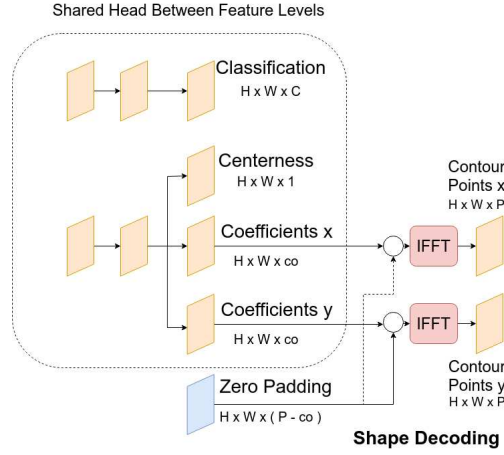 Shared Head Between Feature Levels
Classification
H x W x C
Centerness
H x W x 1
Contour
Points x
H x W x P
Coefficients x
H x W x co
IFFT
Coefficients y
H x W x co
IFFT
Contour
Points y
H x W x P
Zero Padding
H x W x ( P - co )
Shape Decoding